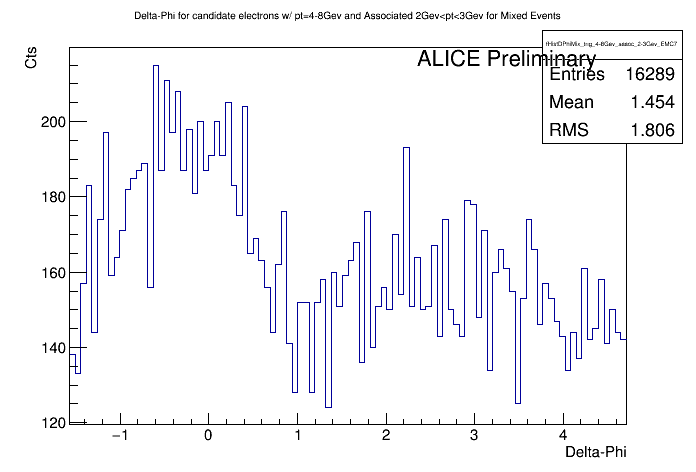 Delta-Phi for candidate electrons w/ pt=4-8Gev and Associated 2Gev<pt<3Gev for Mixed Events
Cts
ALICE Preliminary
fHistDPhiMix_trig_4-8Gev_assoc_2-3Gev_EMC7
Entries 16289
Mean 1.454
RMS 1.806
200
180
160
140
120
−1 0 1 2 3 4
Delta-Phi